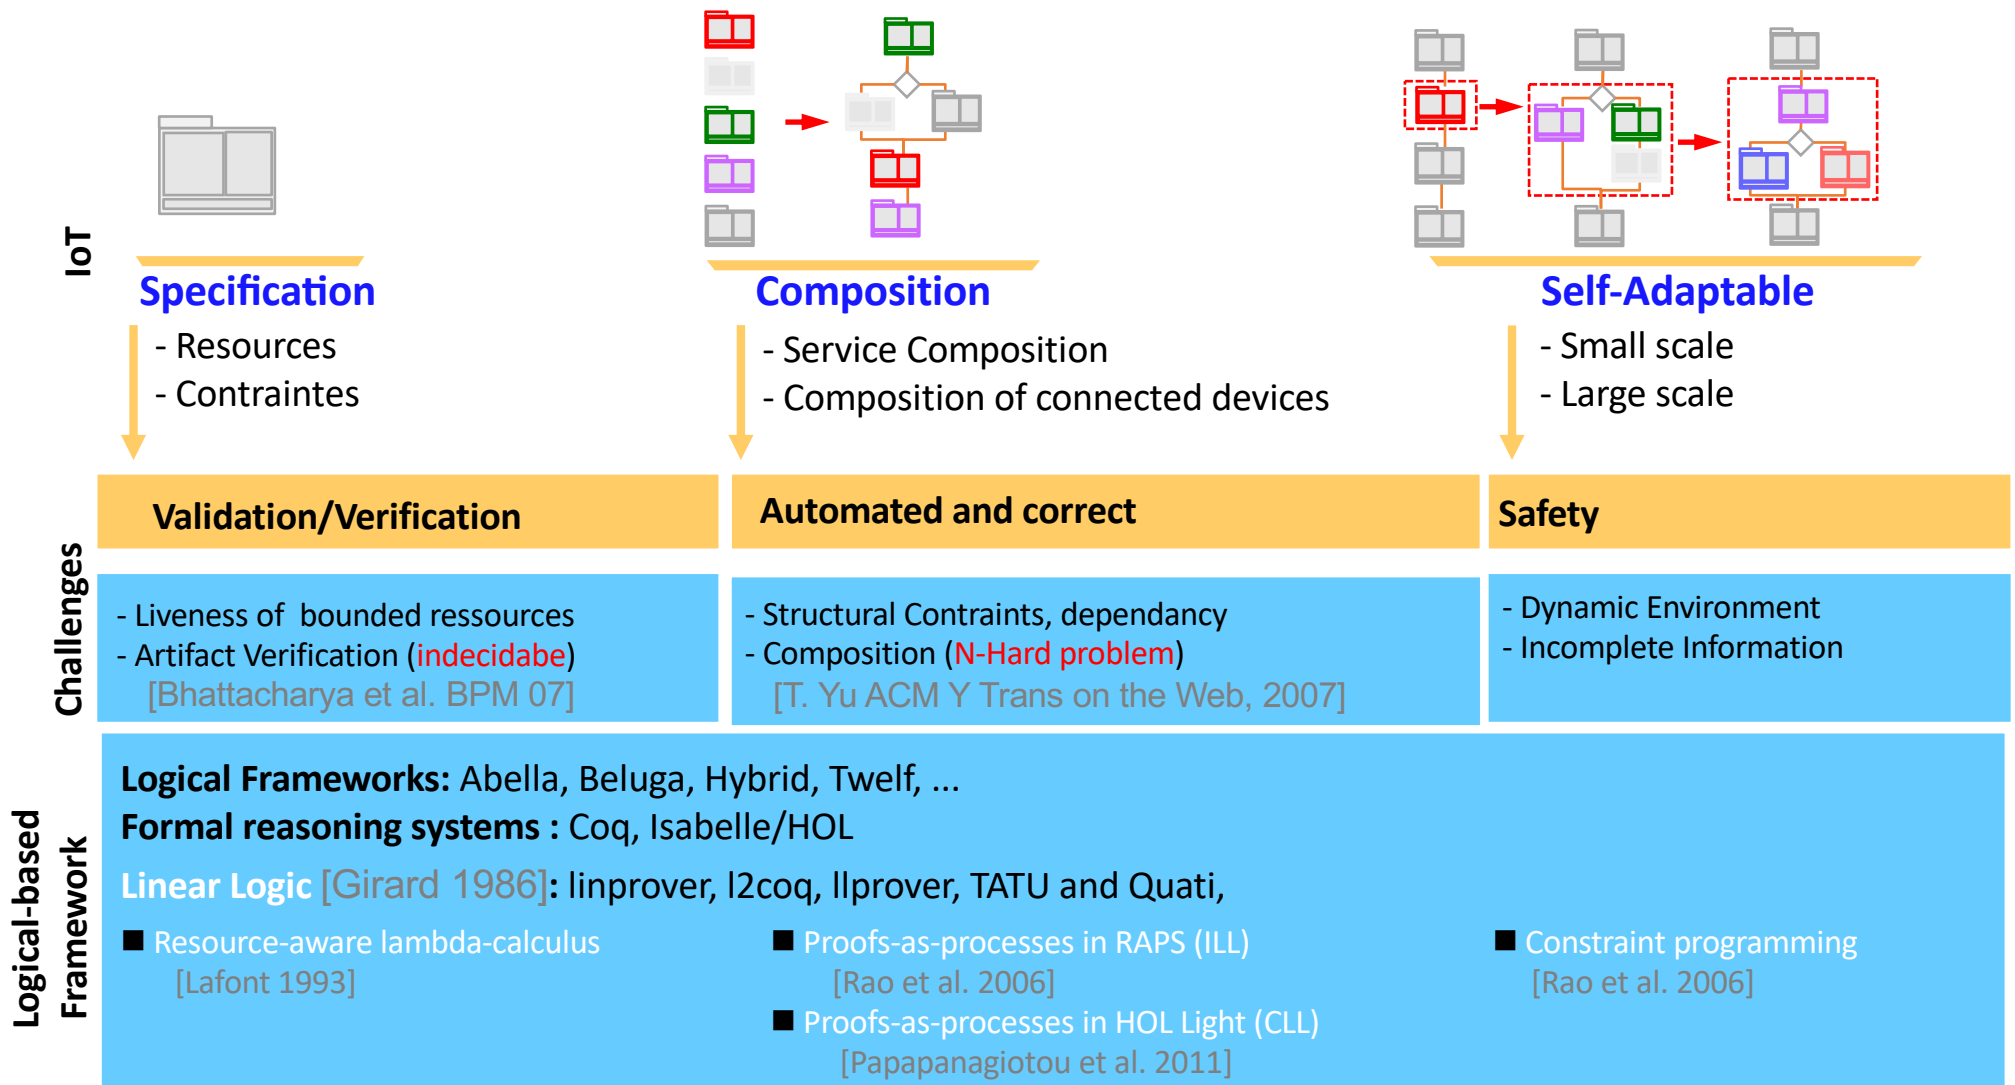 IoT
Specification
- Resources
- Contraintes
Composition
- Service Composition
- Composition of connected devices
Self-Adaptable
- Small scale
- Large scale
Challenges
Validation/Verification
Automated and correct
Safety
- Liveness of bounded ressources
- Artifact Verification (indecidabe)
[Bhattacharya et al. BPM 07]
- Structural Contraints, dependancy
- Composition (N-Hard problem)
[T. Yu ACM Y Trans on the Web, 2007]
- Dynamic Environment
- Incomplete Information
Logical-based
Framework
Logical Frameworks: Abella, Beluga, Hybrid, Twelf, ...
Formal reasoning systems : Coq, Isabelle/HOL
Linear Logic [Girard 1986]: linprover, l2coq, llprover, TATU and Quati,
■ Resource-aware lambda-calculus
[Lafont 1993]
■ Proofs-as-processes in RAPS (ILL)
[Rao et al. 2006]
■ Proofs-as-processes in HOL Light (CLL)
[Papapanagiotou et al. 2011]
■ Constraint programming
[Rao et al. 2006]